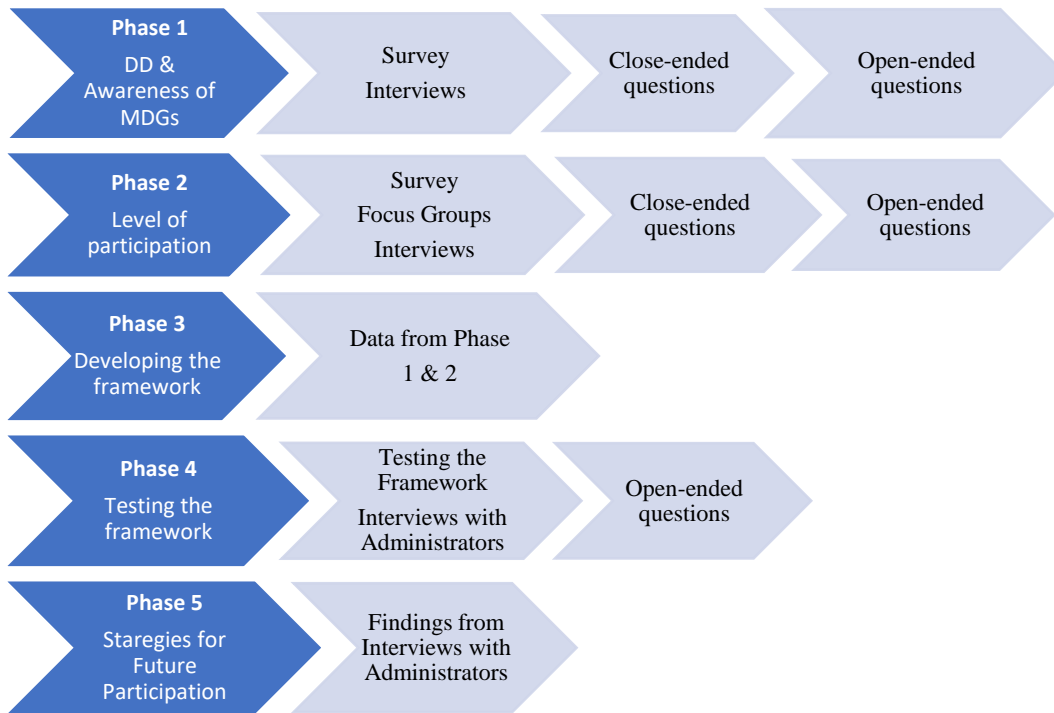 Phase 1
DD &
Awareness of
MDGs
Survey
Interviews
Close-ended
questions
Open-ended
questions
Phase 2
Level of
participation
Survey
Focus Groups
Interviews
Close-ended
questions
Open-ended
questions
Phase 3
Developing the
framework
Data from Phase
1 & 2
Phase 4
Testing the
framework
Testing the
Framework
Interviews with
Administrators
Open-ended
questions
Phase 5
Staregies for
Future
Participation
Findings from
Interviews with
Administrators